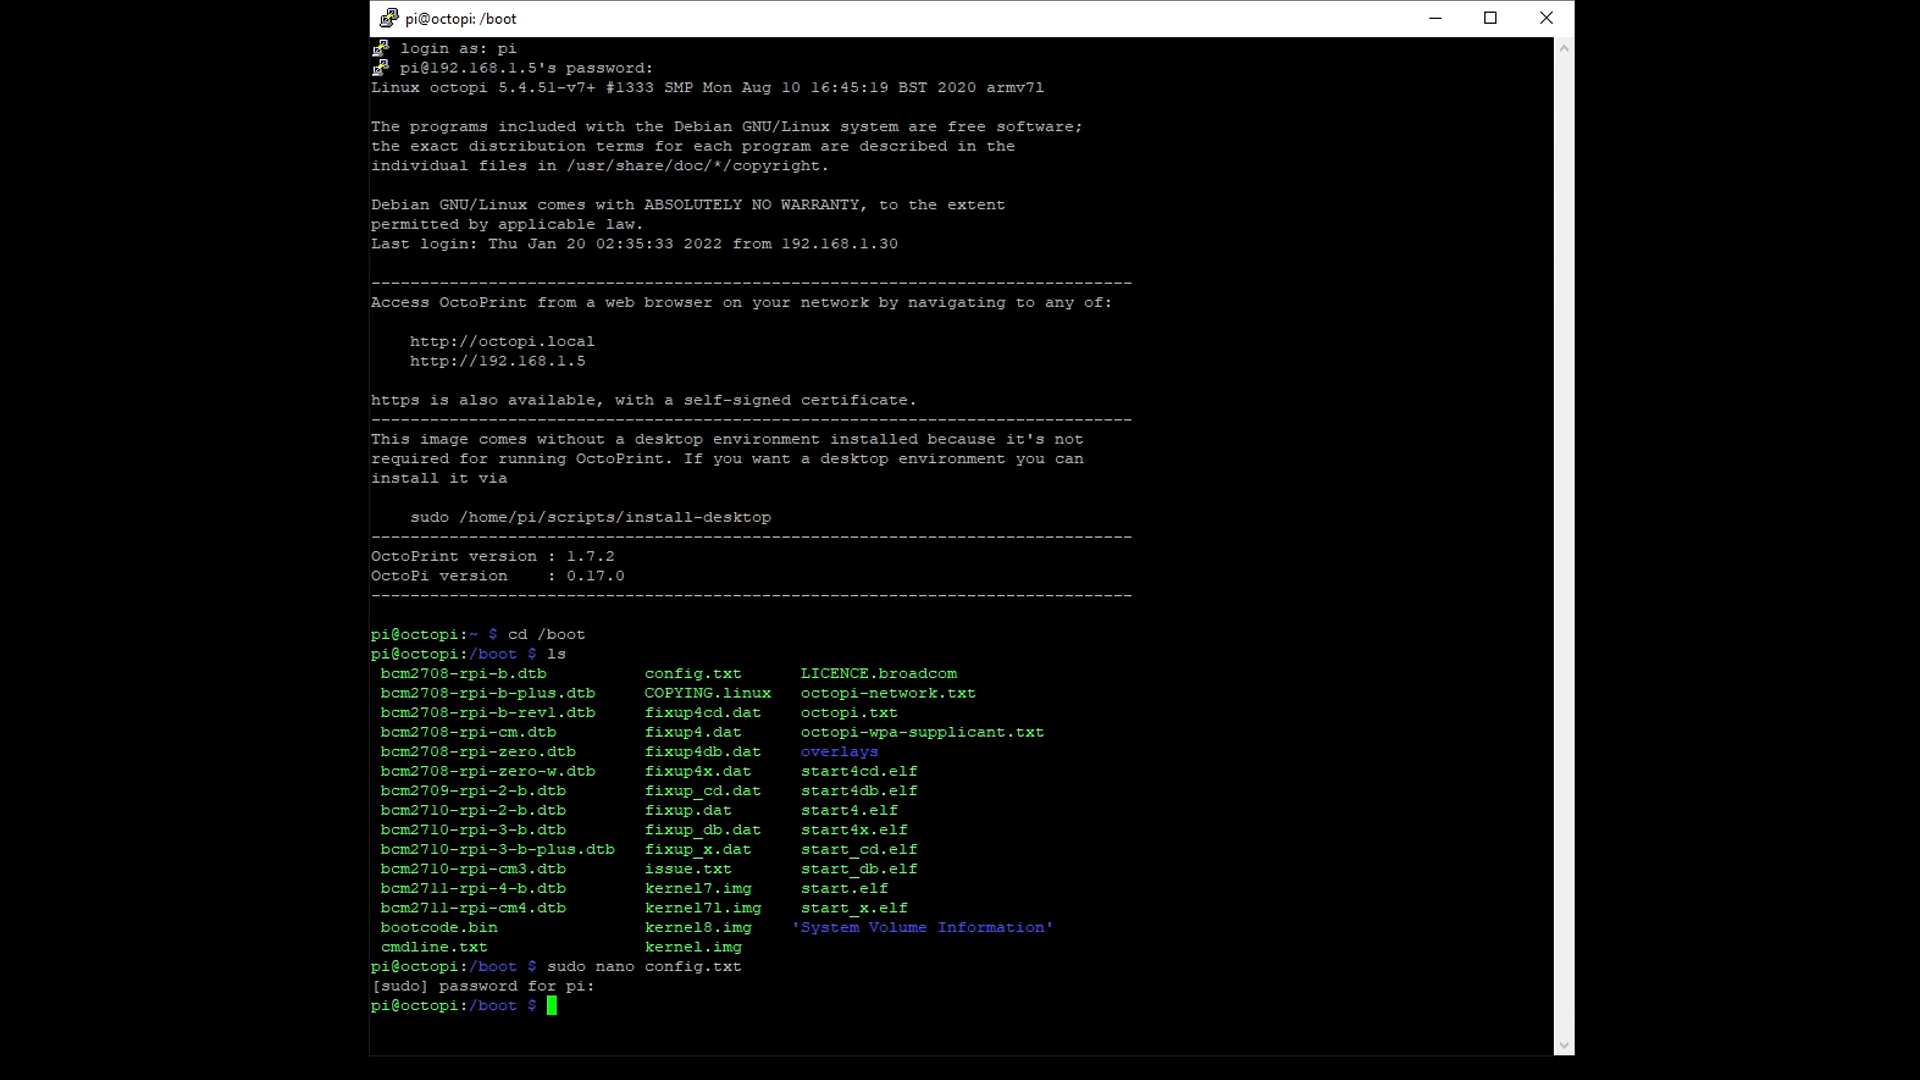 pi@octopi: /boot
login as: pi
pi@192.168.1.5's password:
Linux octopi 5.4.51-v7+ #1333 SMP Mon Aug 10 16:45:19 BST 2020 armv7l
The programs included with the Debian GNU/Linux system are free software;
the exact distribution terms for each program are described in the
individual files in /usr/share/doc/*/copyright.
Debian GNU/Linux comes with ABSOLUTELY NO WARRANTY, to the extent
permitted by applicable law.
Last login: Thu Jan 20 02:35:33 2022 from 192.168.1.30
------------------------------------------------------------------------------
Access OctoPrint from a web browser on your network by navigating to any of:
http://octopi.local
http://192.168.1.5
https is also available, with a self-signed certificate.
------------------------------------------------------------------------------
This image comes without a desktop environment installed because it's not
required for running OctoPrint. If you want a desktop environment you can
install it via
sudo /home/pi/scripts/install-desktop
------------------------------------------------------------------------------
OctoPrint version : 1.7.2
OctoPi version    : 0.17.0
------------------------------------------------------------------------------
pi@octopi:~ $ cd /boot
pi@octopi:/boot $ ls
bcm2708-rpi-b.dtb config.txt LICENCE.broadcom
bcm2708-rpi-b-plus.dtb COPYING.linux octopi-network.txt
bcm2708-rpi-b-rev1.dtb fixup4cd.dat octopi.txt
bcm2708-rpi-cm.dtb fixup4.dat octopi-wpa-supplicant.txt
bcm2708-rpi-zero.dtb fixup4db.dat overlays
bcm2708-rpi-zero-w.dtb fixup4x.dat start4cd.elf
bcm2709-rpi-2-b.dtb fixup_cd.dat start4db.elf
bcm2710-rpi-2-b.dtb fixup.dat start4.elf
bcm2710-rpi-3-b.dtb fixup_db.dat start4x.elf
bcm2710-rpi-3-b-plus.dtb fixup_x.dat start_cd.elf
bcm2710-rpi-cm3.dtb issue.txt start_db.elf
bcm2711-rpi-4-b.dtb kernel7.img start.elf
bcm2711-rpi-cm4.dtb kernel7l.img start_x.elf
bootcode.bin kernel8.img 'System Volume Information'
cmdline.txt kernel.img
pi@octopi:/boot $ sudo nano config.txt
[sudo] password for pi:
pi@octopi:/boot $